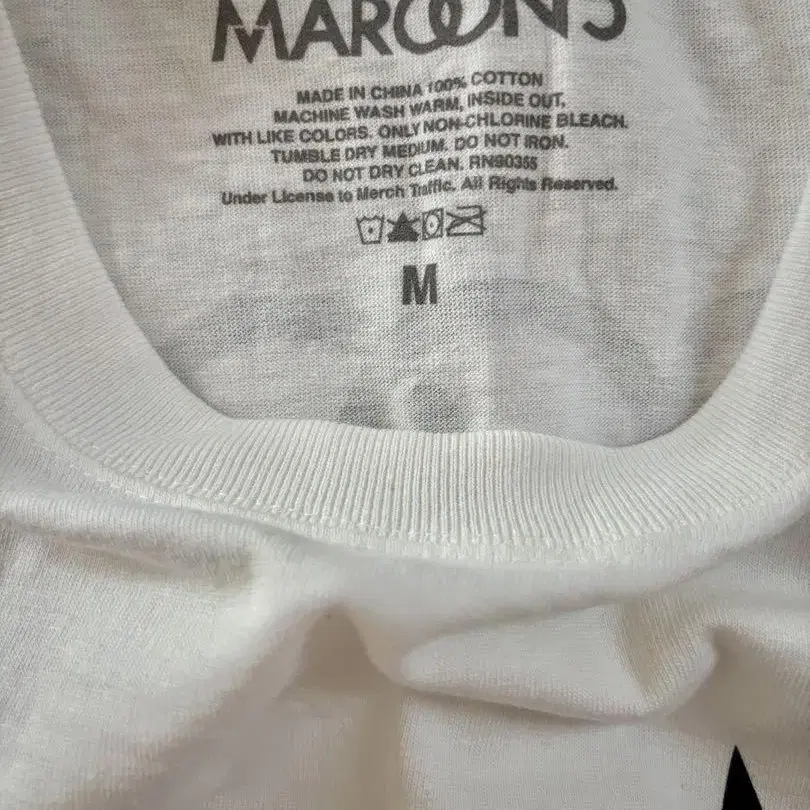 MAROON 5
MADE IN CHINA 100% COTTON
MACHINE WASH WARM, INSIDE OUT,
WITH LIKE COLORS. ONLY NON-CHLORINE BLEACH.
TUMBLE DRY MEDIUM. DO NOT IRON.
DO NOT DRY CLEAN. RN90355
Under License to Merch Traffic. All Rights Reserved.
M